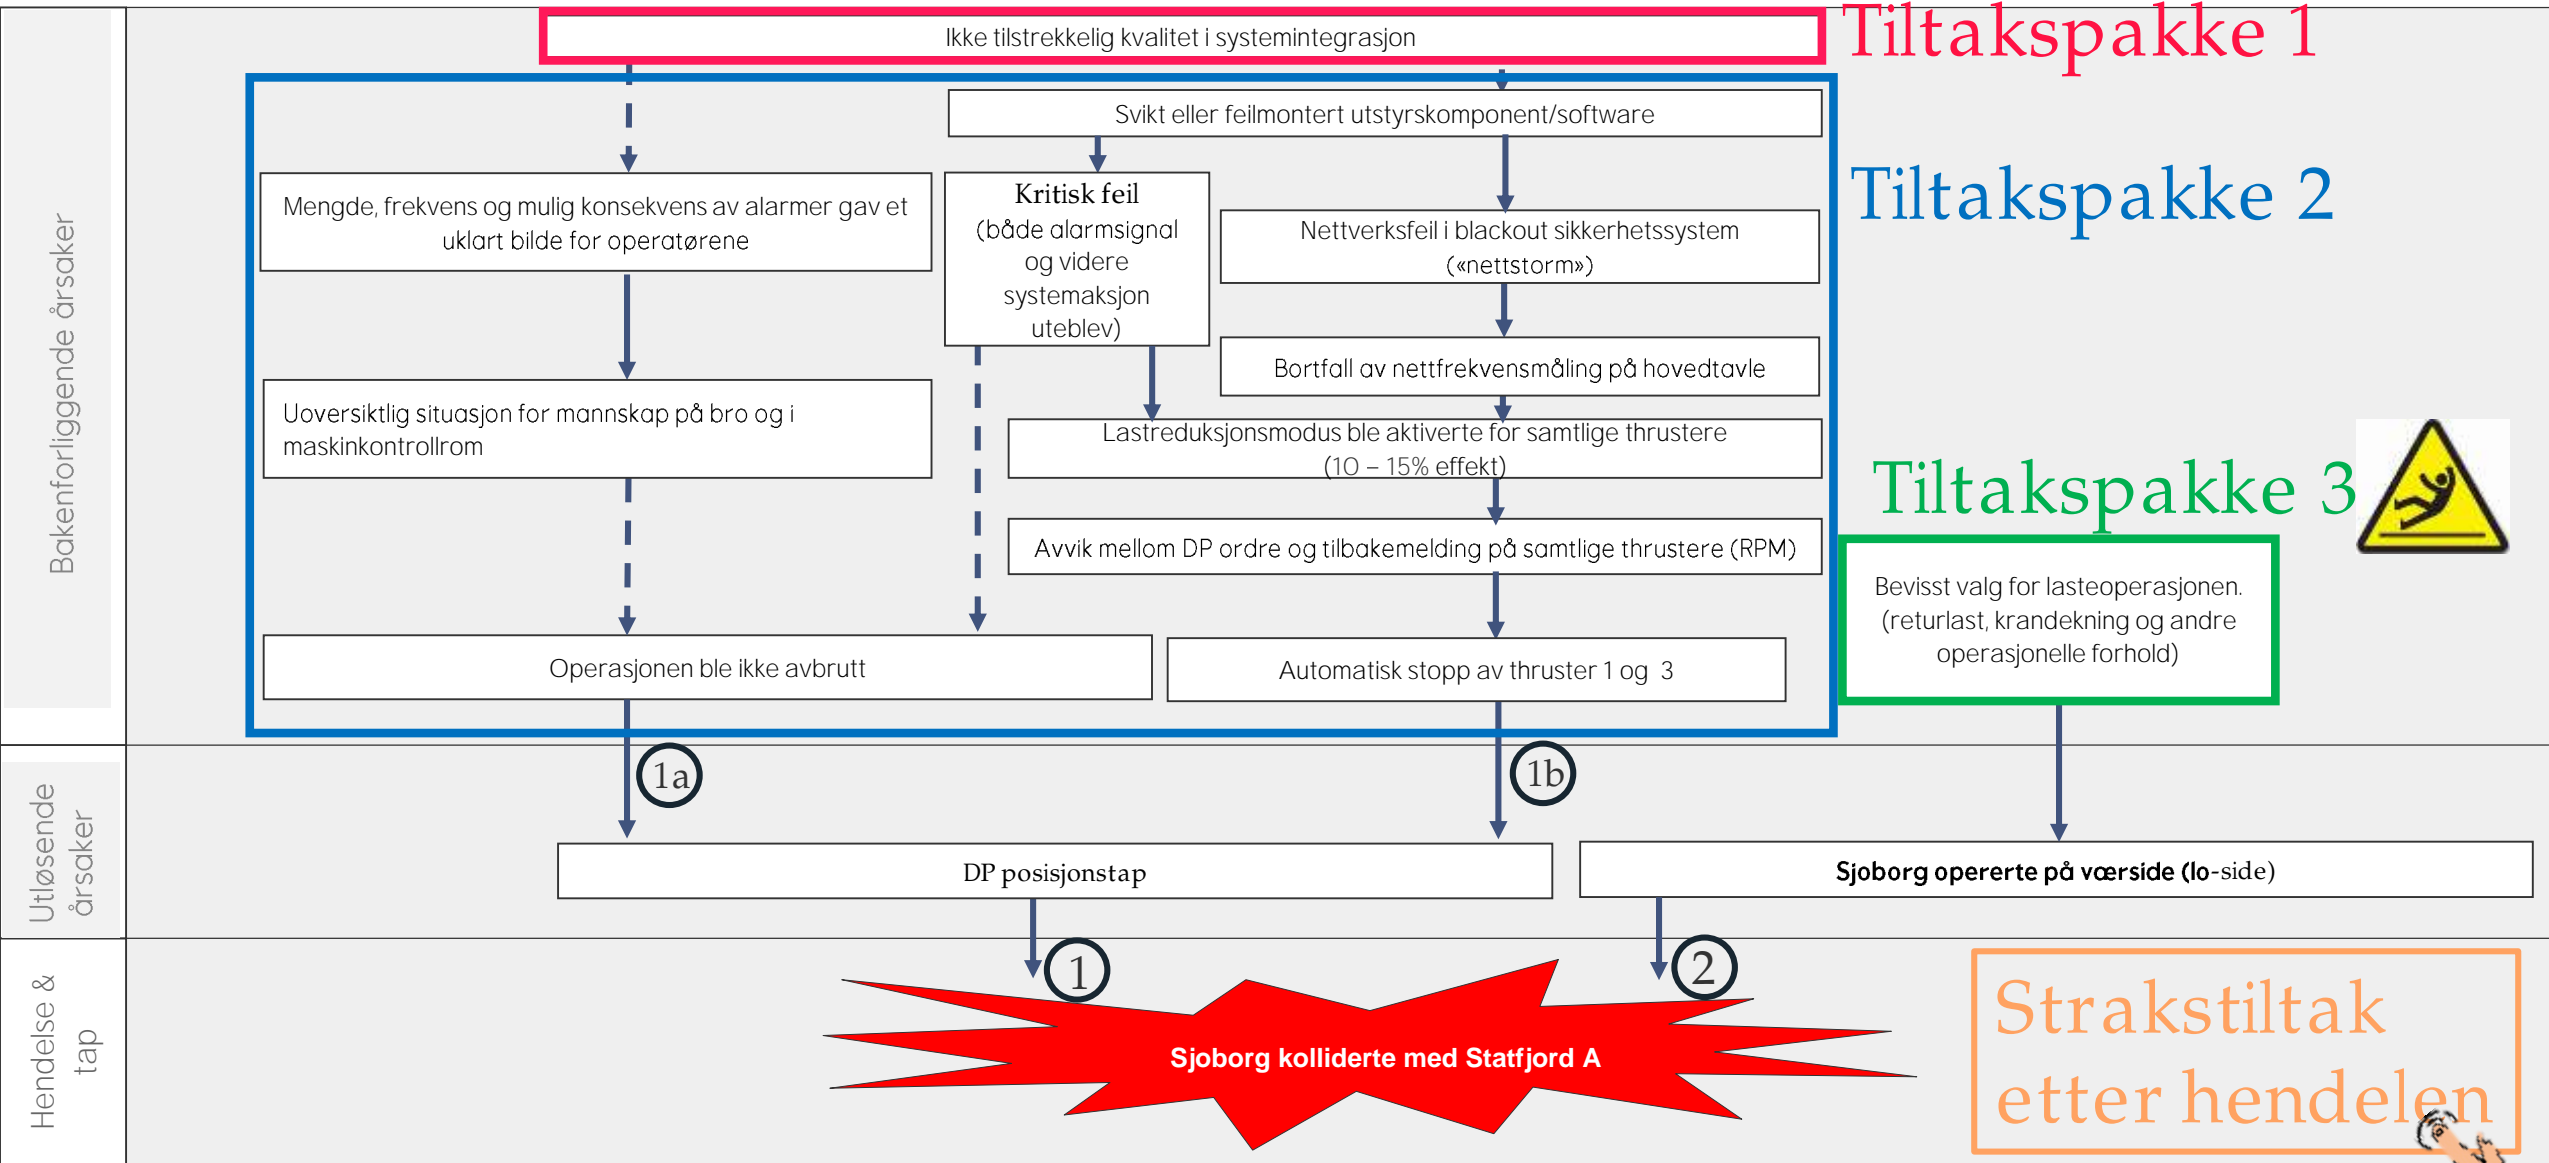 Ikke tilstrekkelig kvalitet i systemintegrasjon
Tiltakspakke 1
Svikt eller feilmontert utstyrskomponent/software
Tiltakspakke 2
Bakenforliggende årsaker
Mengde, frekvens og mulig konsekvens av alarmer gav et
uklart bilde for operatørene
Kritisk feil
(både alarmsignal
og videre
systemaksjon
uteblev)
Nettverksfeil i blackout sikkerhetssystem
(«nettstorm»)
Bortfall av nettfrekvensmåling på hovedtavle
Uoversiktlig situasjon for mannskap på bro og i
maskinkontrollrom
Lastreduksjonsmodus ble aktiverte for samtlige thrustere
(10 – 15% effekt)
Tiltakspakke 3
Avvik mellom DP ordre og tilbakemelding på samtlige thrustere (RPM)
Bevisst valg for lasteoperasjonen.
(returlast, krandekning og andre
operasjonelle forhold)
Operasjonen ble ikke avbrutt
Automatisk stopp av thruster 1 og 3
1a
1b
Utløsende
årsaker
DP posisjonstap
Sjoborg opererte på værside (lo-side)
1
2
Hendelse &
tap
Sjoborg kolliderte med Statfjord A
Strakstiltak
etter hendelen